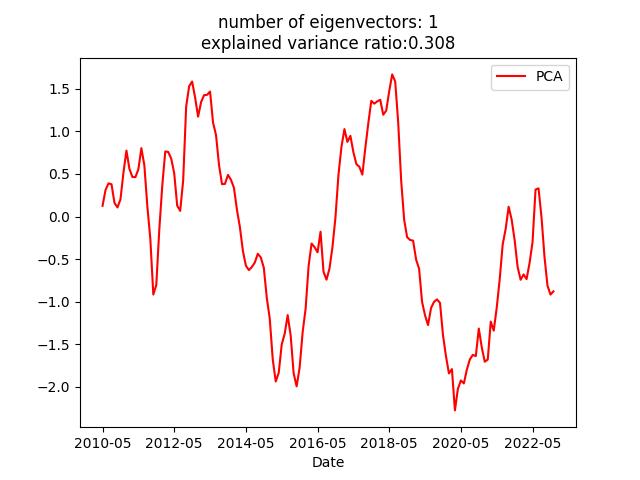 number of eigenvectors: 1
explained variance ratio:0.308
PCA
1.5
1.0
0.5
0.0
−0.5
−1.0
−1.5
−2.0
2010-05 2012-05 2014-05 2016-05 2018-05 2020-05 2022-05
Date